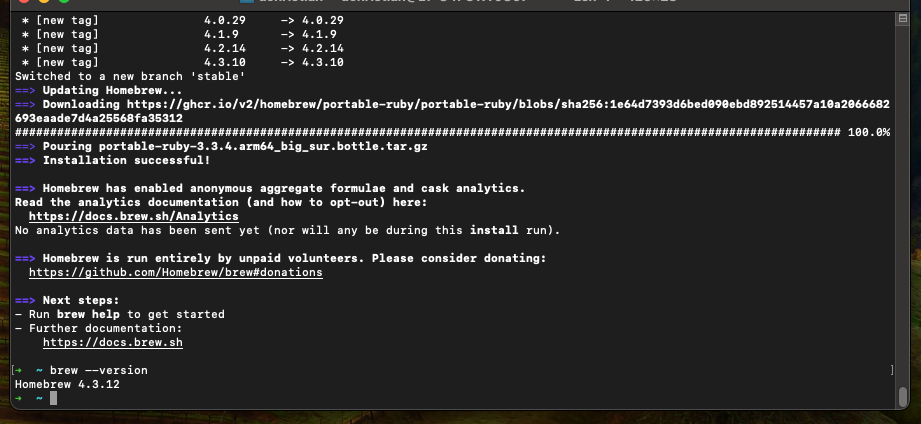 * [new tag] 4.0.29 -> 4.0.29
* [new tag] 4.1.9 -> 4.1.9
* [new tag] 4.2.14 -> 4.2.14
* [new tag] 4.3.10 -> 4.3.10
Switched to a new branch 'stable'
==> Updating Homebrew...
==> Downloading https://ghcr.io/v2/homebrew/portable-ruby/portable-ruby/blobs/sha256:1e64d7393d6bed090ebd892514457a10a2066682
693eaade7d4a25568fa35312
######################################################################################################################## 100.0%
==> Pouring portable-ruby-3.3.4.arm64_big_sur.bottle.tar.gz
==> Installation successful!
==> Homebrew has enabled anonymous aggregate formulae and cask analytics.
Read the analytics documentation (and how to opt-out) here:
https://docs.brew.sh/Analytics
No analytics data has been sent yet (nor will any be during this install run).
==> Homebrew is run entirely by unpaid volunteers. Please consider donating:
https://github.com/Homebrew/brew#donations
==> Next steps:
- Run brew help to get started
- Further documentation:
https://docs.brew.sh
[➜ ~ brew --version ]
Homebrew 4.3.12
➜ ~